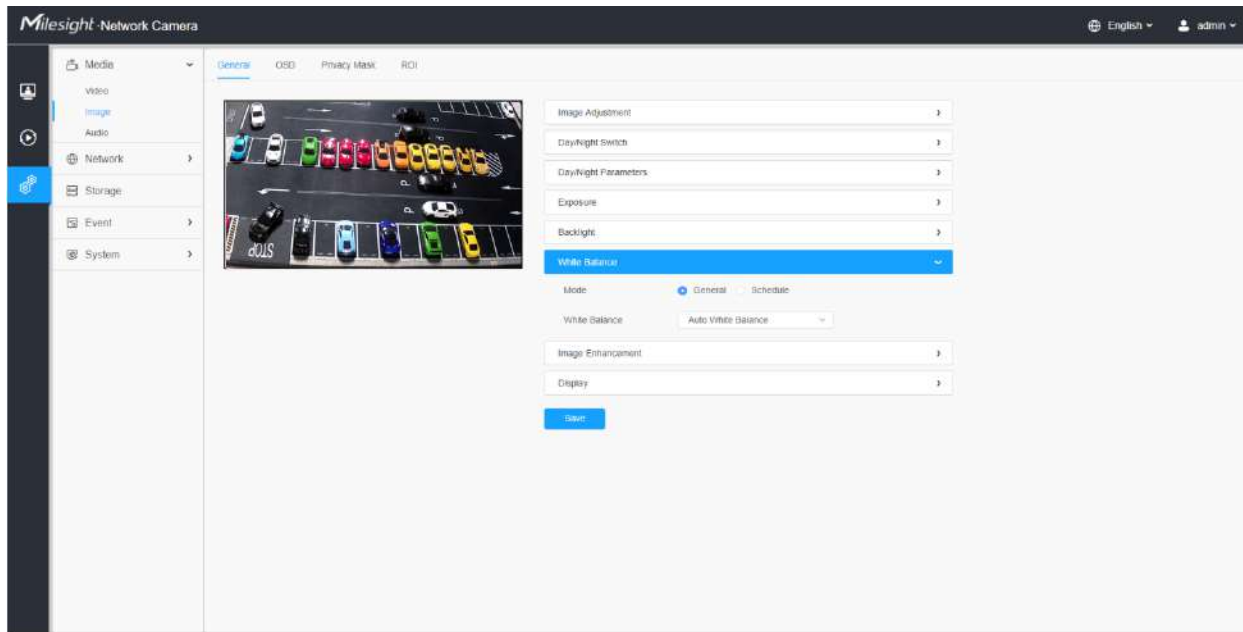 Milesight-Network Camera
English
admin
Media
Video
Image
Audio
Network
Storage
Event
System
General OSD Privacy Mask ROI
P
P
P
STOP
Image Adjustment
Day/Night Switch
Day/Night Parameters
Exposure
Backlight
White Balance
Mode General Schedule
White Balance Auto White Balance
Image Enhancement
Display
Save